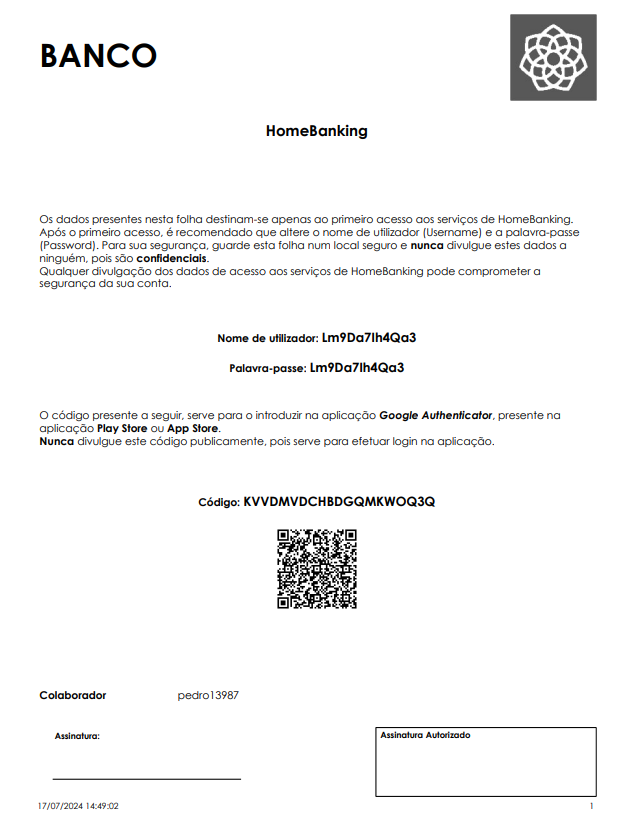 BANCO
HomeBanking
Os dados presentes nesta folha destinam-se apenas ao primeiro acesso aos serviços de HomeBanking.
Após o primeiro acesso, é recomendado que altere o nome de utilizador (Username) e a palavra-passe
(Password). Para sua segurança, guarde esta folha num local seguro e nunca divulgue estes dados a
ninguém, pois são confidenciais.
Qualquer divulgação dos dados de acesso aos serviços de HomeBanking pode comprometer a
segurança da sua conta.
Nome de utilizador: Lm9Da7Ih4Qa3
Palavra-passe: Lm9Da7Ih4Qa3
O código presente a seguir, serve para o introduzir na aplicação Google Authenticator, presente na
aplicação Play Store ou App Store.
Nunca divulgue este código publicamente, pois serve para efetuar login na aplicação.
Código: KVVDMVDCHBDGQMKWOQ3Q
Colaborador pedro13987
Assinatura:
Assinatura Autorizado
17/07/2024 14:49:02 1